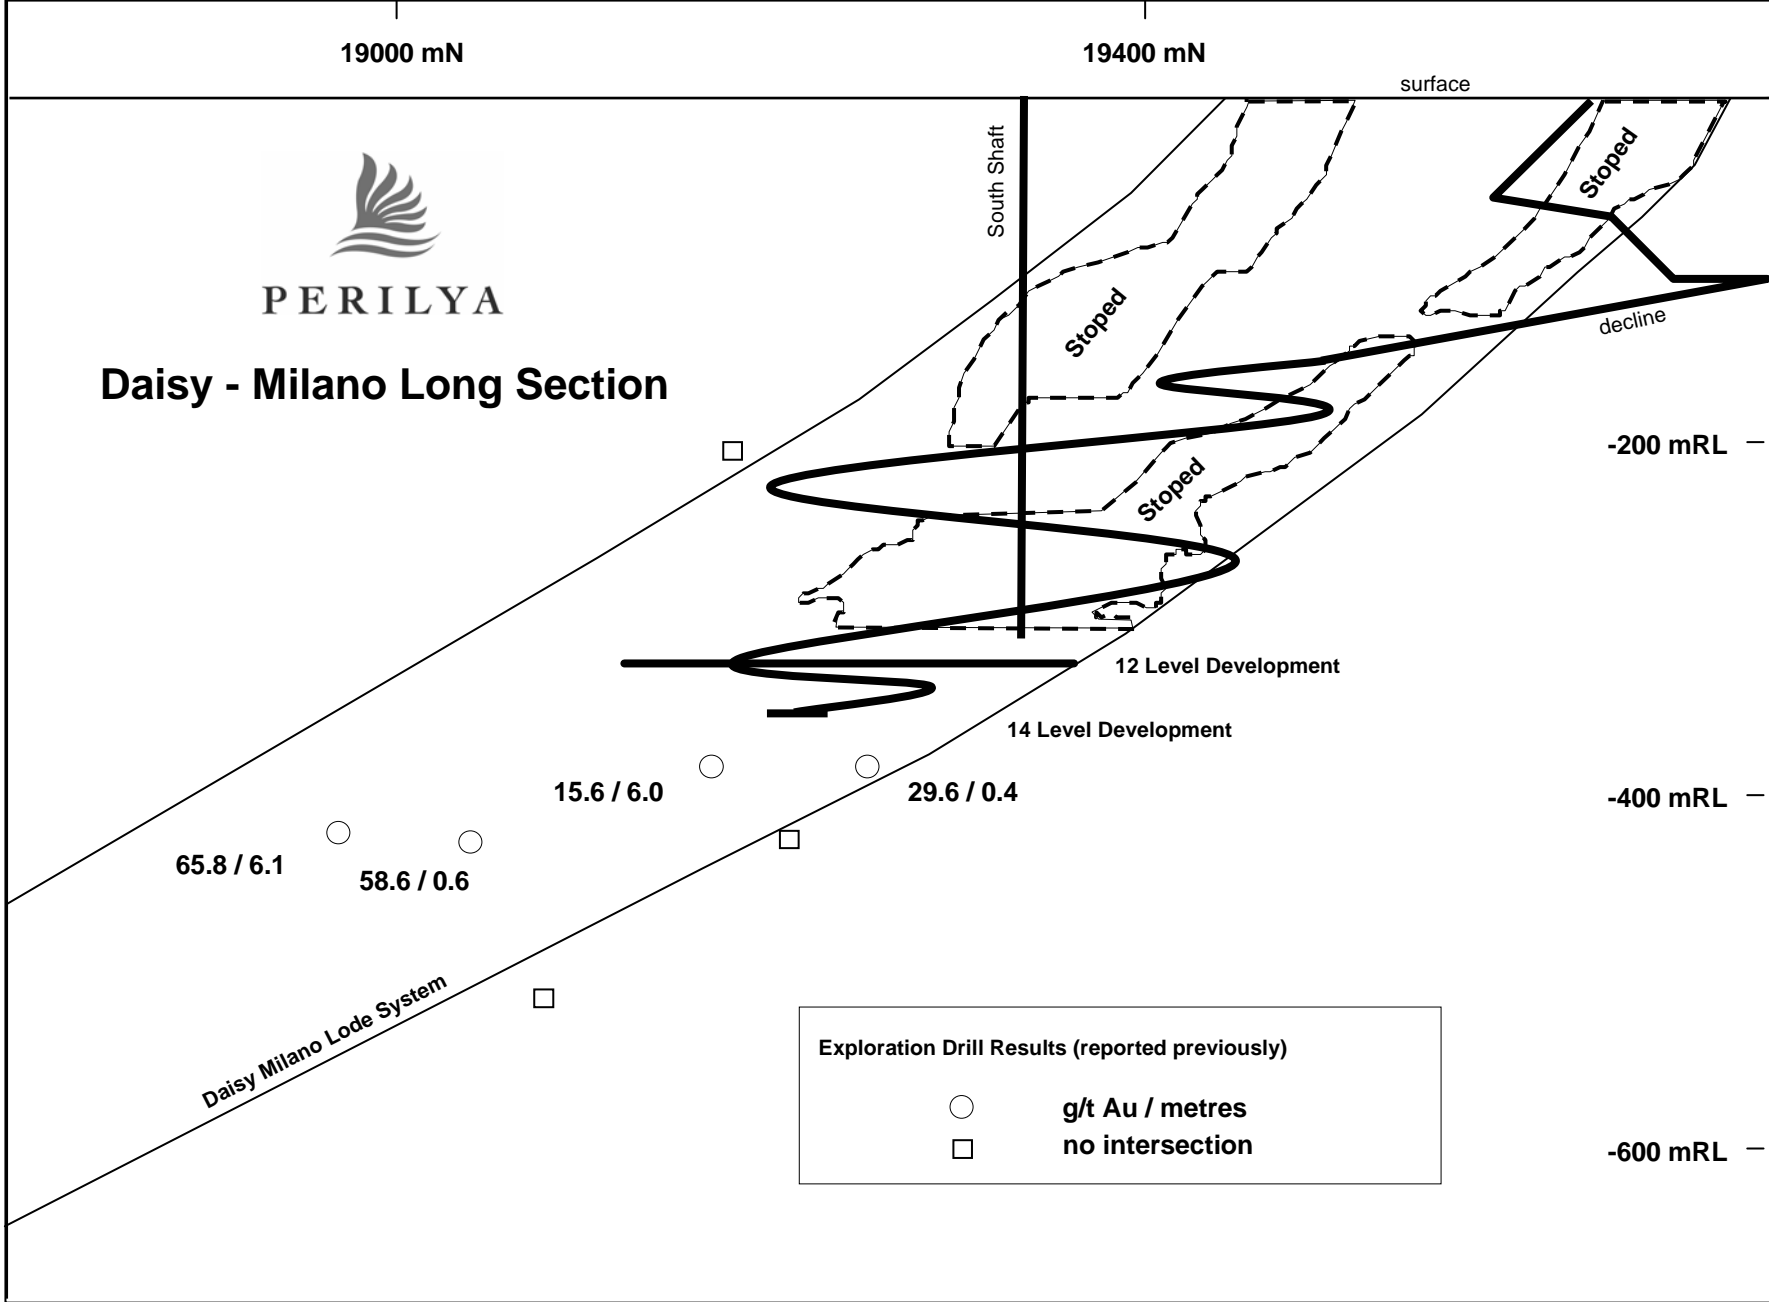 19000 mN
19400 mN
surface
South Shaft
Stoped
PERILYA
Stoped
decline
Daisy - Milano Long Section
-200 mRL
Stoped
12 Level Development
14 Level Development
15.6 / 6.0
29.6 / 0.4
-400 mRL
65.8 / 6.1
58.6 / 0.6
Daisy Milano Lode System
Exploration Drill Results (reported previously)
g/t Au / metres
no intersection
-600 mRL